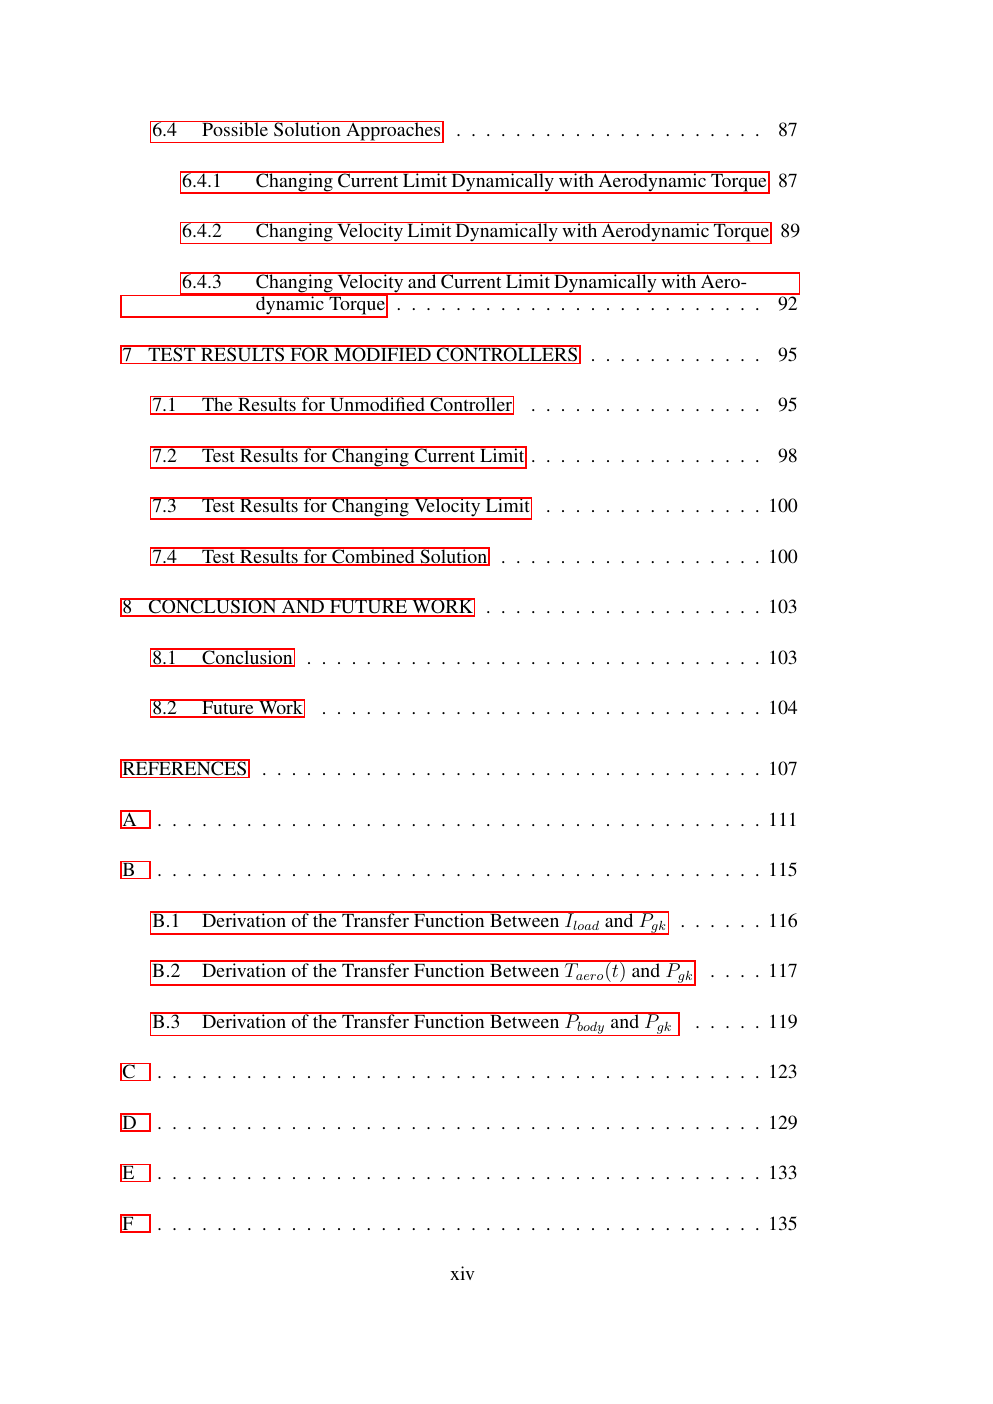 6.4 Possible Solution Approaches . . . . . . . . . . . . . . . . . . . . . 87
6.4.1 Changing Current Limit Dynamically with Aerodynamic Torque 87
6.4.2 Changing Velocity Limit Dynamically with Aerodynamic Torque 89
6.4.3 Changing Velocity and Current Limit Dynamically with Aero-
dynamic Torque . . . . . . . . . . . . . . . . . . . . . . . . . 92
7 TEST RESULTS FOR MODIFIED CONTROLLERS . . . . . . . . . . . . 95
7.1 The Results for Unmodified Controller . . . . . . . . . . . . . . . . 95
7.2 Test Results for Changing Current Limit . . . . . . . . . . . . . . . . 98
7.3 Test Results for Changing Velocity Limit . . . . . . . . . . . . . . . 100
7.4 Test Results for Combined Solution . . . . . . . . . . . . . . . . . . 100
8 CONCLUSION AND FUTURE WORK . . . . . . . . . . . . . . . . . . . 103
8.1 Conclusion . . . . . . . . . . . . . . . . . . . . . . . . . . . . . . . 103
8.2 Future Work . . . . . . . . . . . . . . . . . . . . . . . . . . . . . . 104
REFERENCES . . . . . . . . . . . . . . . . . . . . . . . . . . . . . . . . . . 107
A . . . . . . . . . . . . . . . . . . . . . . . . . . . . . . . . . . . . . . . . . 111
B . . . . . . . . . . . . . . . . . . . . . . . . . . . . . . . . . . . . . . . . . 115
B.1 Derivation of the Transfer Function Between I_load and P_gk . . . . . . 116
B.2 Derivation of the Transfer Function Between T_aero(t) and P_gk . . . . 117
B.3 Derivation of the Transfer Function Between P_body and P_gk . . . . . 119
C . . . . . . . . . . . . . . . . . . . . . . . . . . . . . . . . . . . . . . . . . 123
D . . . . . . . . . . . . . . . . . . . . . . . . . . . . . . . . . . . . . . . . . 129
E . . . . . . . . . . . . . . . . . . . . . . . . . . . . . . . . . . . . . . . . . 133
F . . . . . . . . . . . . . . . . . . . . . . . . . . . . . . . . . . . . . . . . . 135
xiv